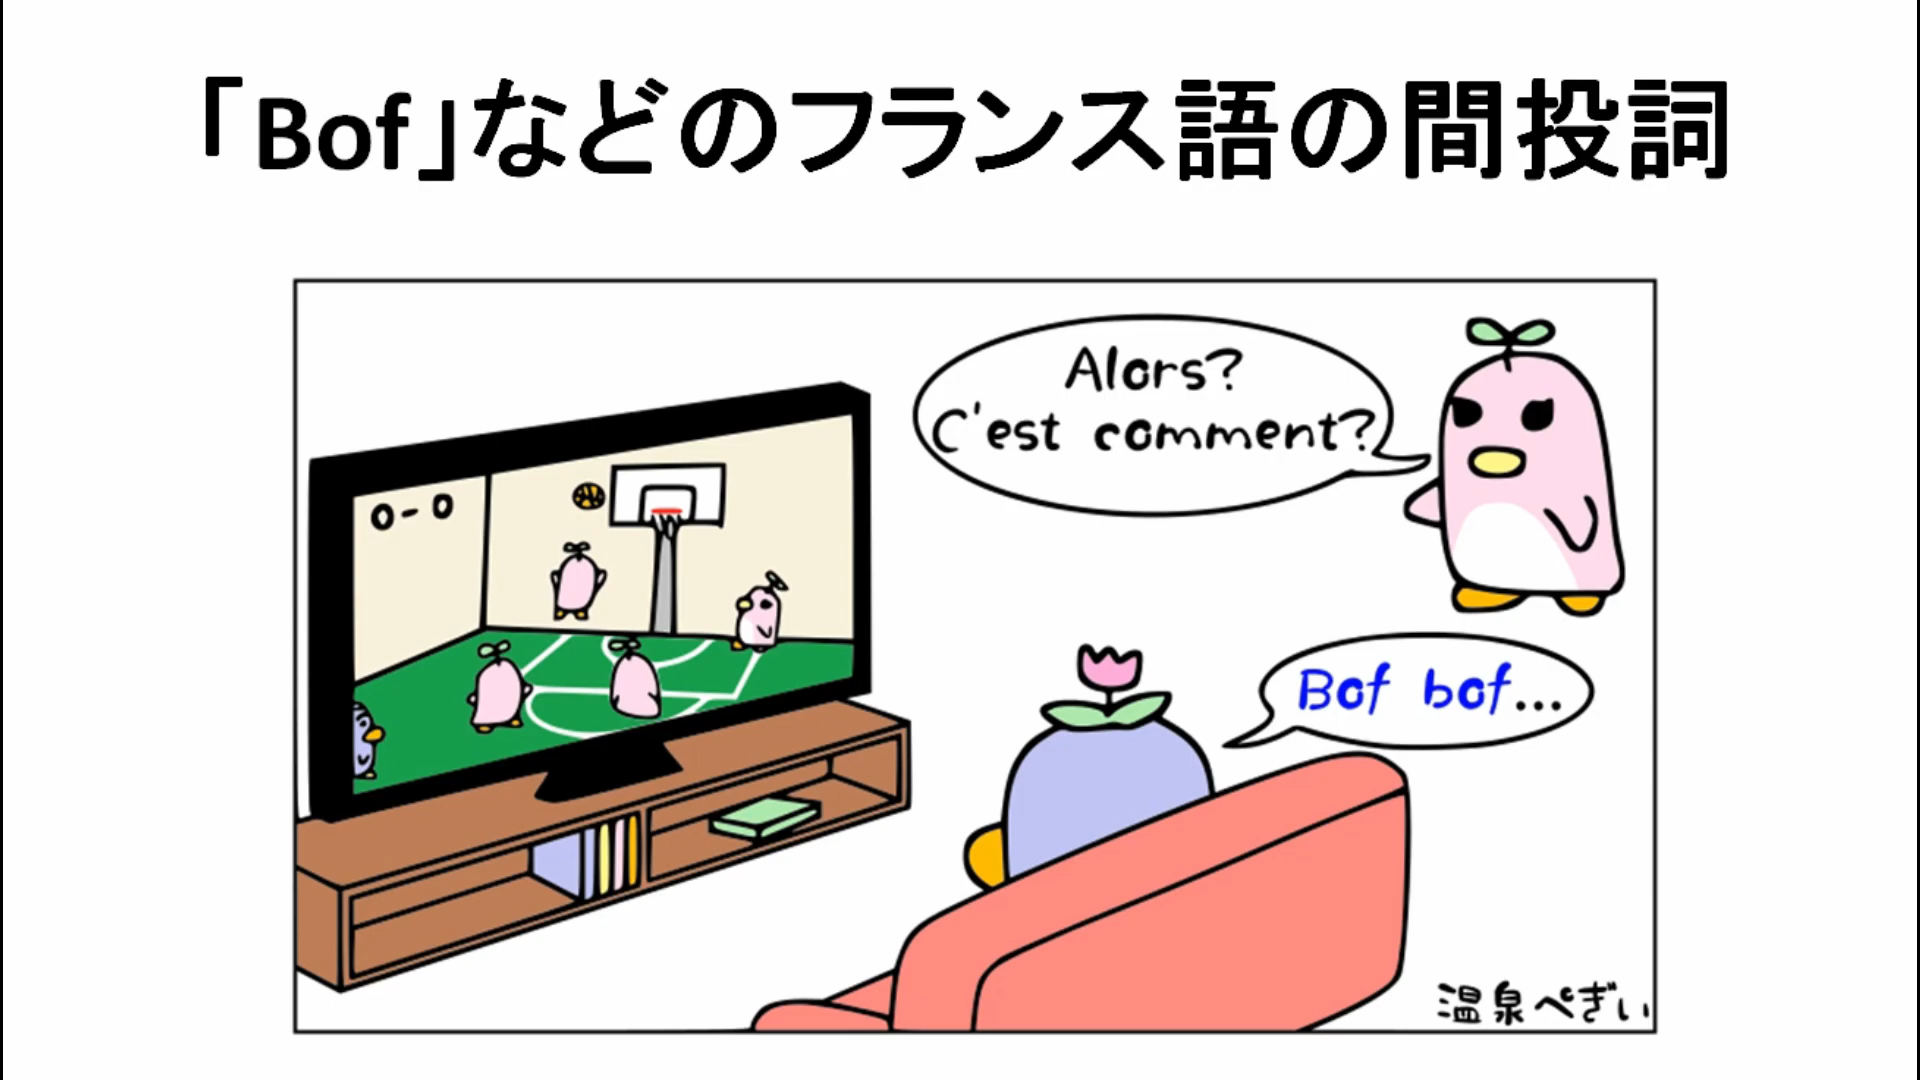 「Bof」などのフランス語の間投詞
Alors?
C'est comment?
0-0
Bof bof...
温泉ぺぎぃ